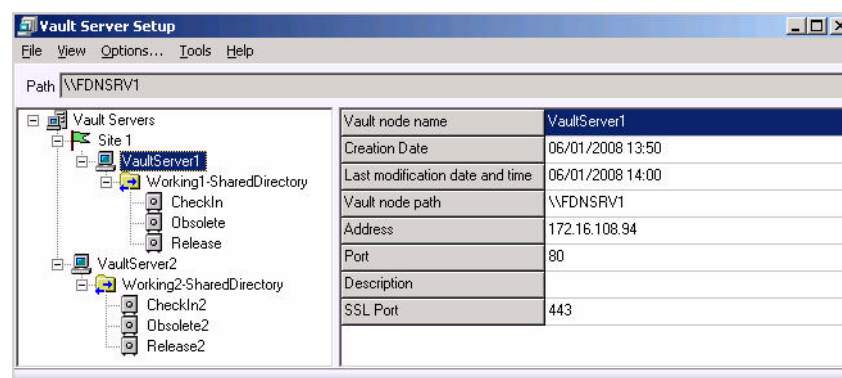 Vault Server Setup
File View Options... Tools Help
Path \\FDNSRV1
Vault Servers
Site 1
VaultServer1
Working1-SharedDirectory
CheckIn
Obsolete
Release
VaultServer2
Working2-SharedDirectory
CheckIn2
Obsolete2
Release2
Vault node name VaultServer1
Creation Date 06/01/2008 13:50
Last modification date and time 06/01/2008 14:00
Vault node path \\FDNSRV1
Address 172.16.108.94
Port 80
Description
SSL Port 443